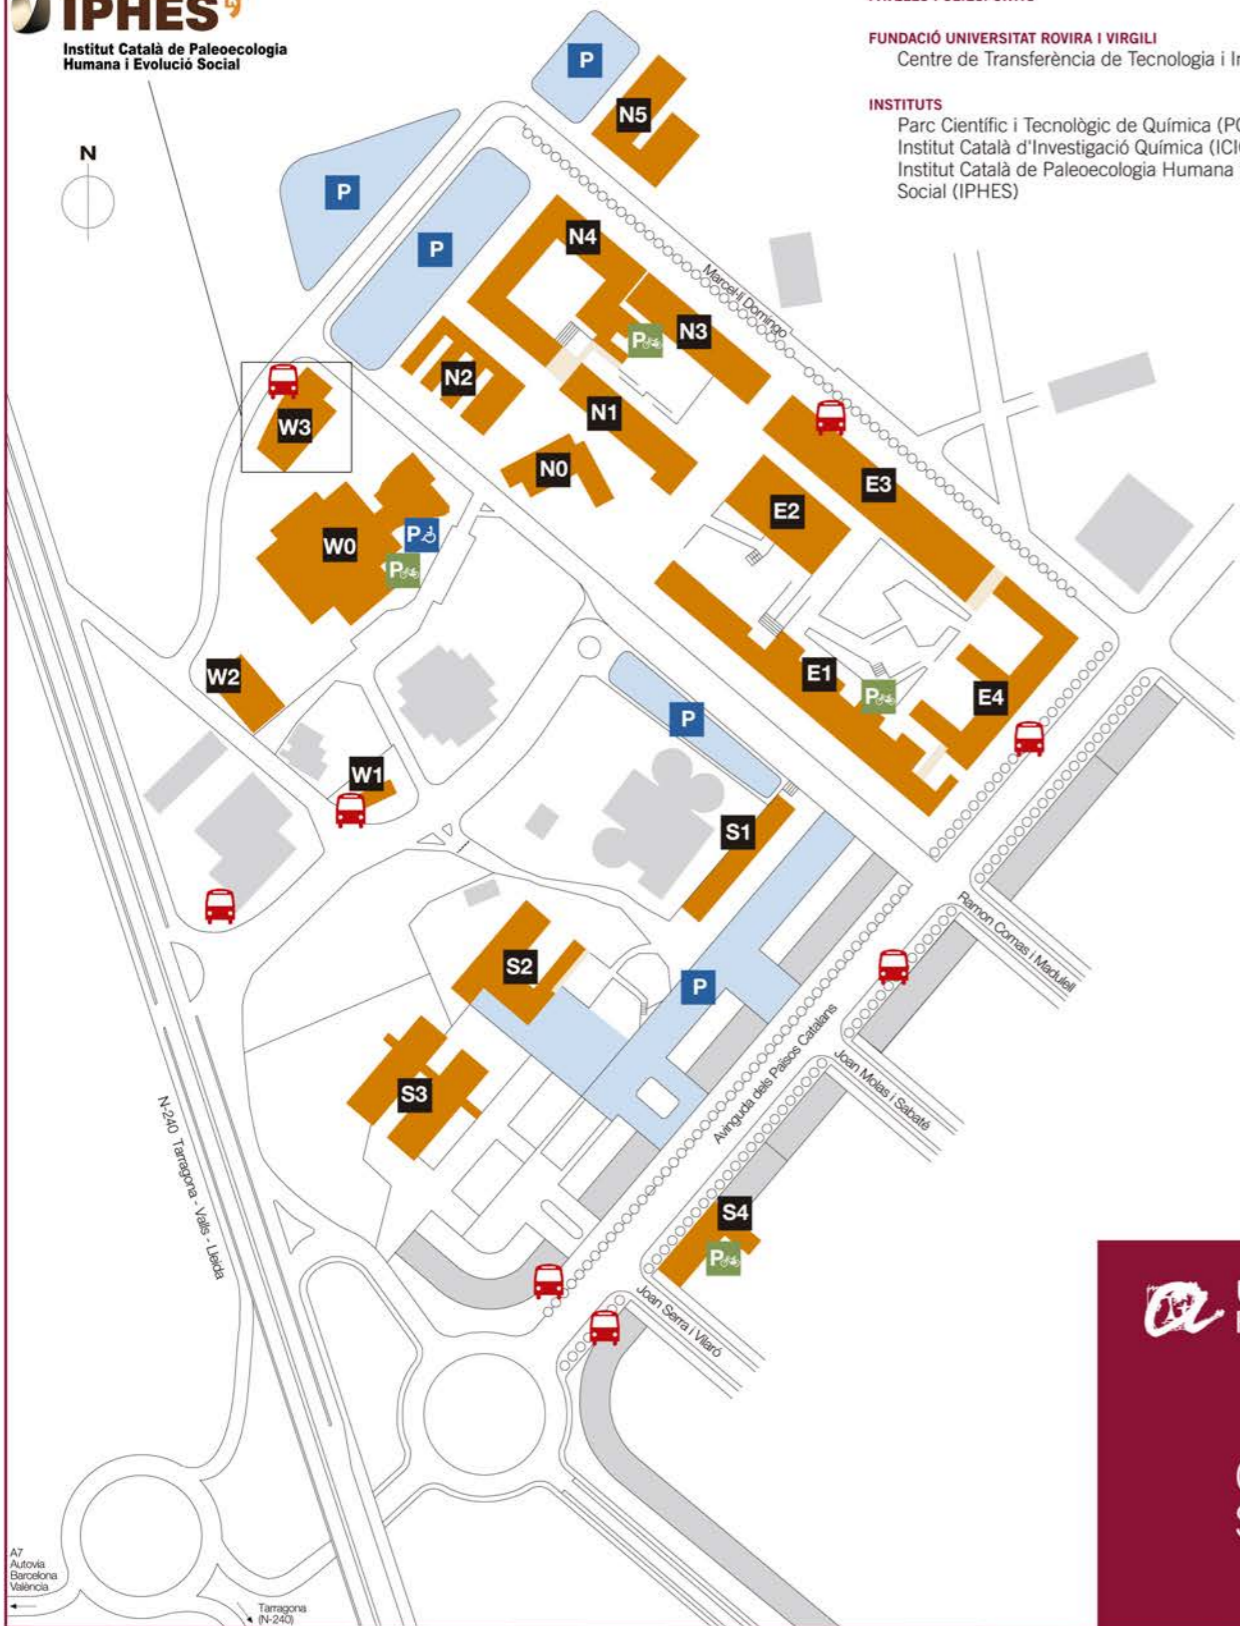 IPHES
Institut Català de Paleoecologia
Humana i Evolució Social
FUNDACIÓ UNIVERSITAT ROVIRA I VIRGILI
Centre de Transferència de Tecnologia i
INSTITUTS
Parc Científic i Tecnològic de Química
Institut Català d'Investigació Química
Institut Català de Paleoecologia Humana
Social (IPHES)
N
P
N5
P
P
N4
Marcel·lí Domingo
N3
P
N2
N1
W3
N0
E3
E2
W0
P
P
W2
E1
P
E4
P
W1
S1
Ramon Comas i Maduell
S2
P
Avinguda dels Països Catalans
Joan Molas i Sabaté
S3
N-240 Tarragona - Valls - Lleida
S4
P
Joan Serra i Vilaró
A7
Autovia
Barcelona
València
Tarragona
(N-240)